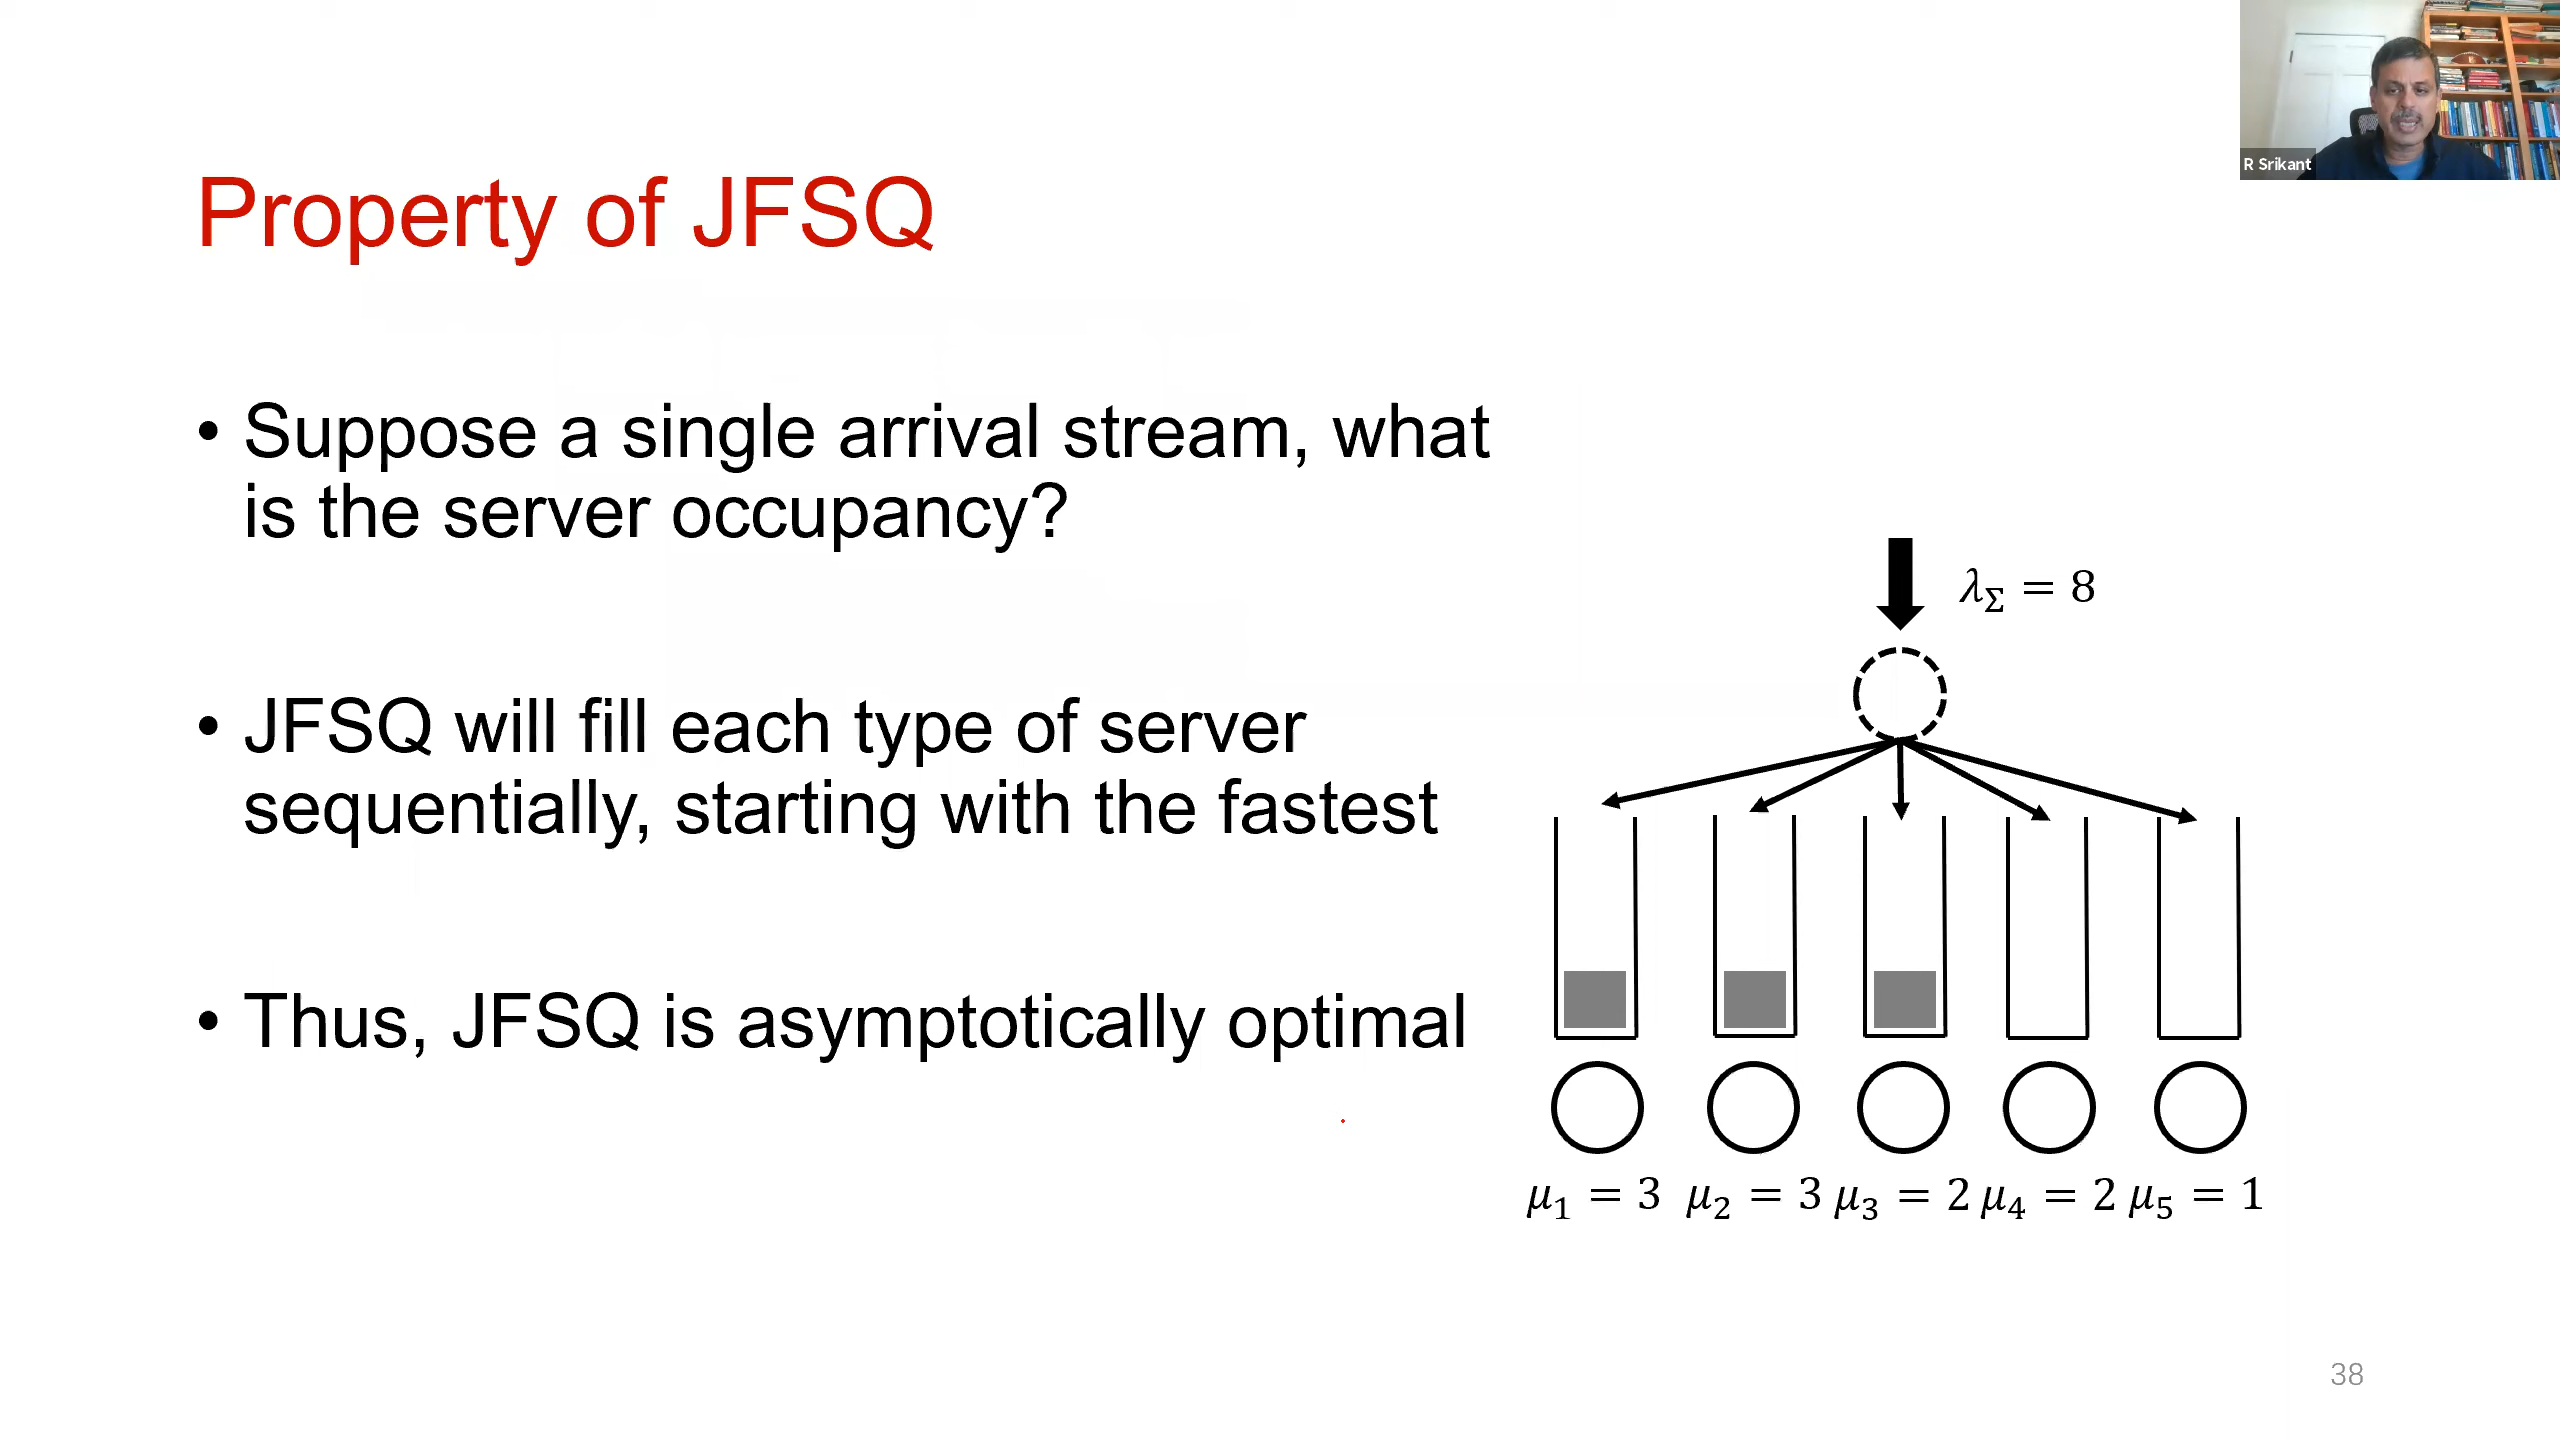 R Srikant
Property of JFSQ
• Suppose a single arrival stream, what
is the server occupancy?
• JFSQ will fill each type of server
sequentially, starting with the fastest
• Thus, JFSQ is asymptotically optimal
λ_Σ = 8
μ₁ = 3 μ₂ = 3 μ₃ = 2 μ₄ = 2 μ₅ = 1
38